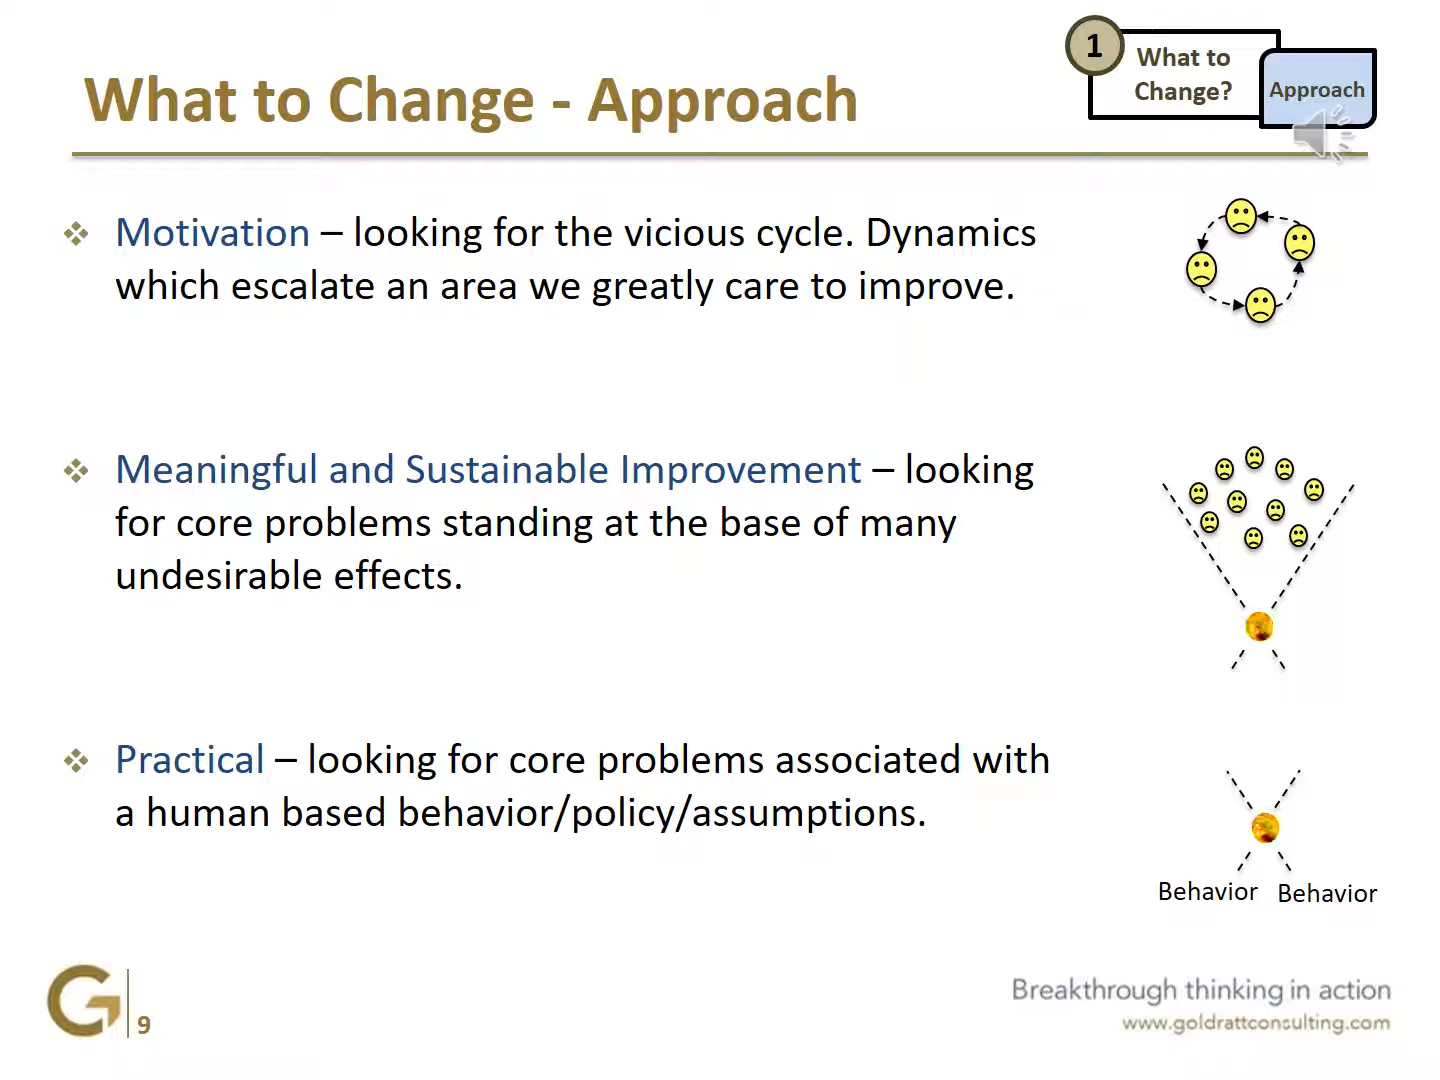 1
What to
Change?
Approach
What to Change - Approach
Motivation – looking for the vicious cycle. Dynamics
which escalate an area we greatly care to improve.
Meaningful and Sustainable Improvement – looking
for core problems standing at the base of many
undesirable effects.
Practical – looking for core problems associated with
a human based behavior/policy/assumptions.
Behavior Behavior
G
9
Breakthrough thinking in action
www.goldrattconsulting.com